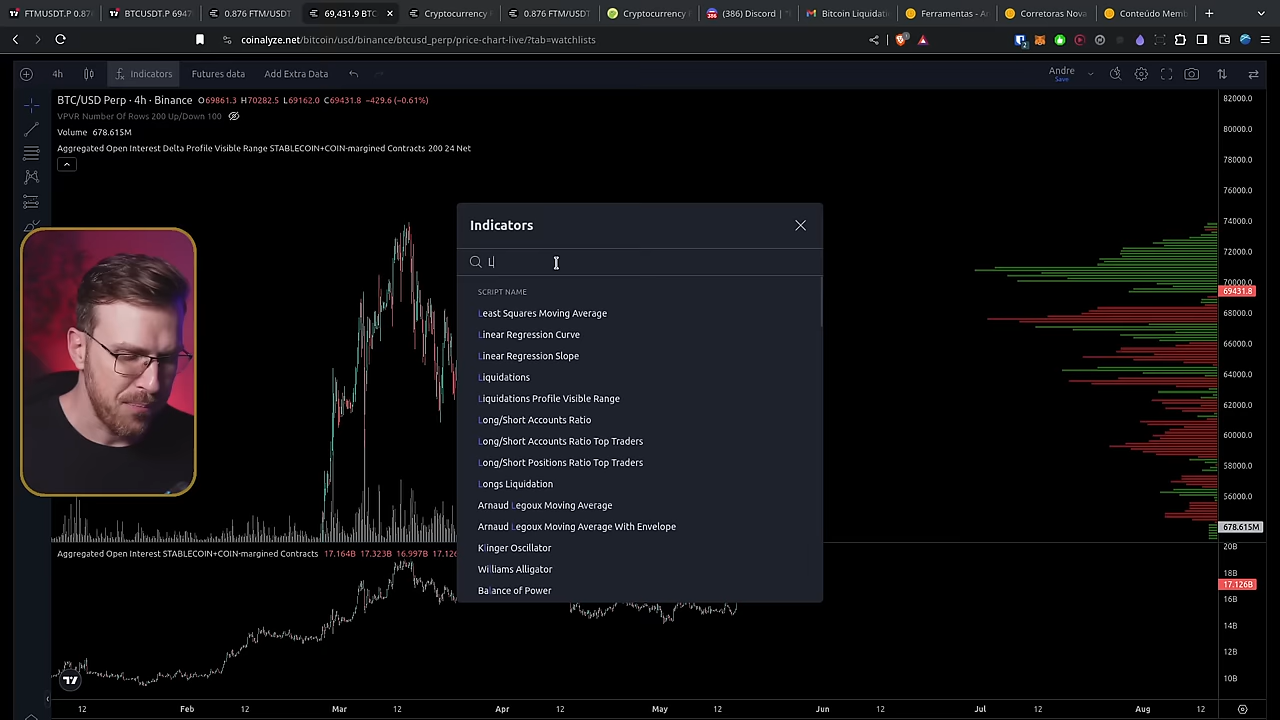 FTMUSDT.P 0.87
BTCUSDT.P 6947
0.876 FTM/USDT
69,431.9 BTC
Cryptocurrency
0.876 FTM/USDT
Cryptocurrency
(386) Discord | "
Bitcoin Liquidati
Ferramentas - A
Corretoras Nova
Conteúdo Memb
coinalyze.net/bitcoin/usd/binance/btcusd_perp/price-chart-live/?tab=watchlists
4h
Indicators
Futures data
Add Extra Data
Andre
Save
BTC/USD Perp · 4h · Binance O69861.3 H70282.5 L69162.0 C69431.8 −429.6 (−0.61%)
VPVR Number Of Rows 200 Up/Down 100
Volume 678.615M
Aggregated Open Interest Delta Profile Visible Range STABLECOIN+COIN-margined Contracts 200 24 Net
Indicators
L
SCRIPT NAME
Least Squares Moving Average
Linear Regression Curve
Linear Regression Slope
Liquidations
Liquidations Profile Visible Range
Long/Short Accounts Ratio
Long/Short Accounts Ratio Top Traders
Long/Short Positions Ratio Top Traders
Longs Liquidation
Arnaud Legoux Moving Average
Arnaud Legoux Moving Average With Envelope
Klinger Oscillator
Williams Alligator
Balance of Power
82000.0
80000.0
78000.0
76000.0
74000.0
72000.0
70000.0
69431.8
68000.0
66000.0
64000.0
62000.0
60000.0
58000.0
56000.0
678.615M
Aggregated Open Interest STABLECOIN+COIN-margined Contracts 17.164B 17.323B 16.997B 17.126
20B
18B
17.126B
16B
14B
12B
10B
12
Feb
12
Mar
12
Apr
12
May
12
Jun
12
Jul
12
Aug
12